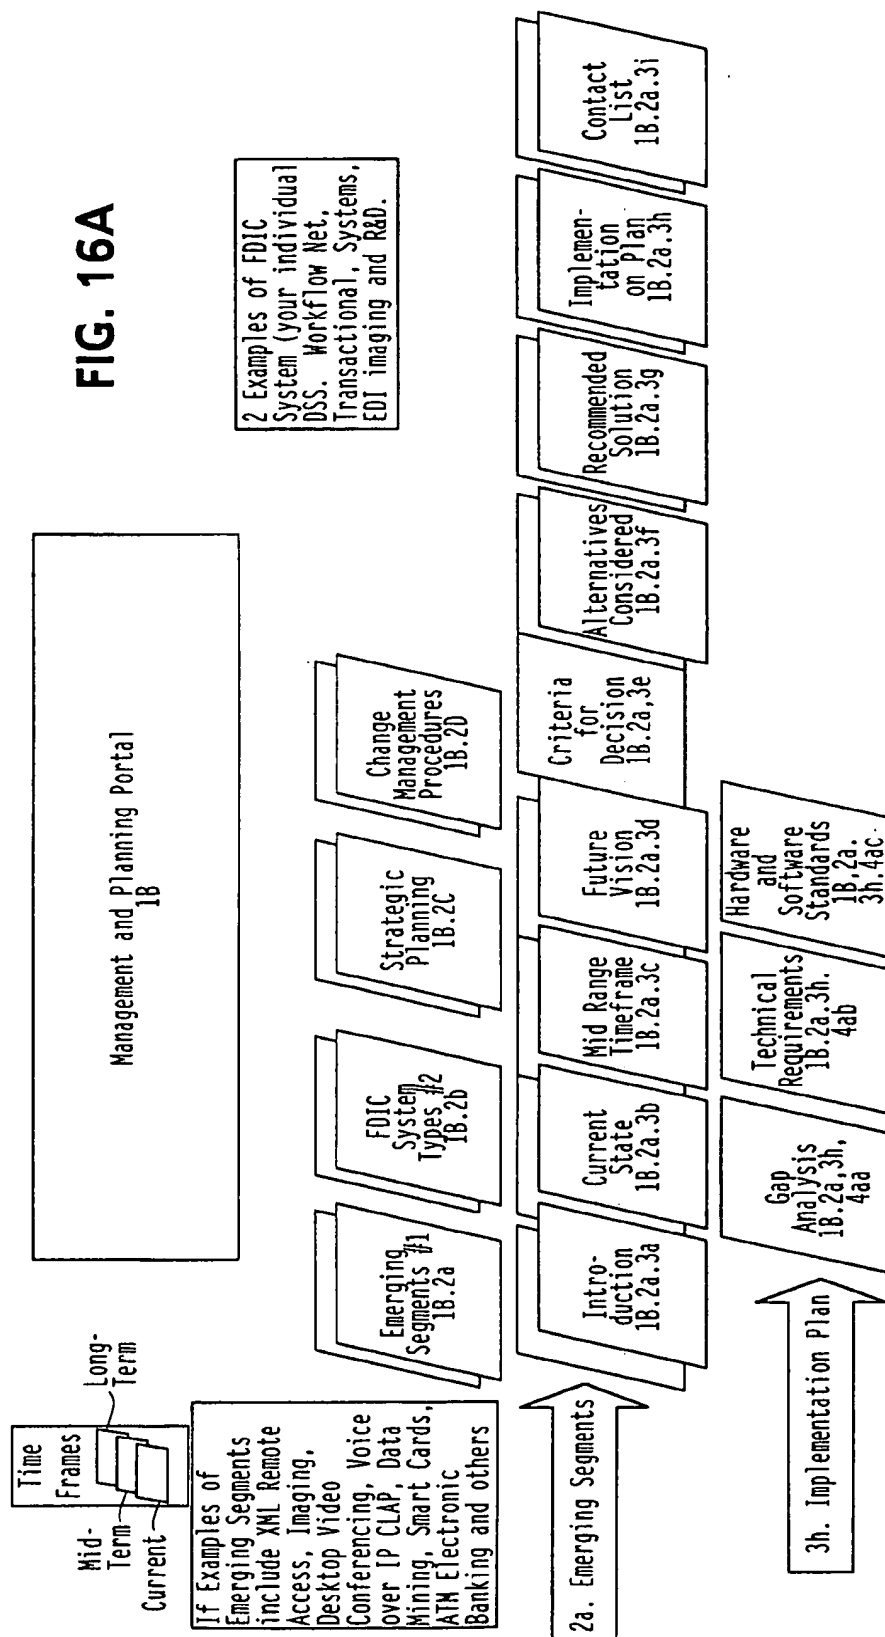 FIG. 16A
Time
Frames
Long-
Term
Mid-
Term
Current
Management and Planning Portal
1B
2 Examples of FDIC
System (your individual
DSS. Workflow Net,
Transactional, Systems,
EDI imaging and R&D.
If Examples of
Emerging Segments
include XML Remote
Access, Imaging,
Desktop Video
Conferencing, Voice
over IP CLAP, Data
Mining, Smart Cards,
ATM Electronic
Banking and others
Emerging
Segments #1
1B.2a
FDIC
System
Types #2
1B.2b
Strategic
Planning
1B.2C
Change
Management
Procedures
1B.2D
2a. Emerging Segments
Intro-
duction
1B.2a.3a
Current
State
1B.2a.3b
Mid Range
Timeframe
1B.2a.3c
Future
Vision
1B.2a.3d
Criteria
for
Decision
1B.2a,3e
Alternatives
Considered
1B.2a.3f
Recommended
Solution
1B.2a.3g
Implemen-
tation
on Plan
1B.2a.3h
Contact
List
1B.2a.3i
3h. Implementation Plan
Gap
Analysis
1B.2a,3h,
4aa
Technical
Requirements
1B.2a.3h.
4ab
Hardware
and
Software
Standards
1B,2a.
3h.4ac